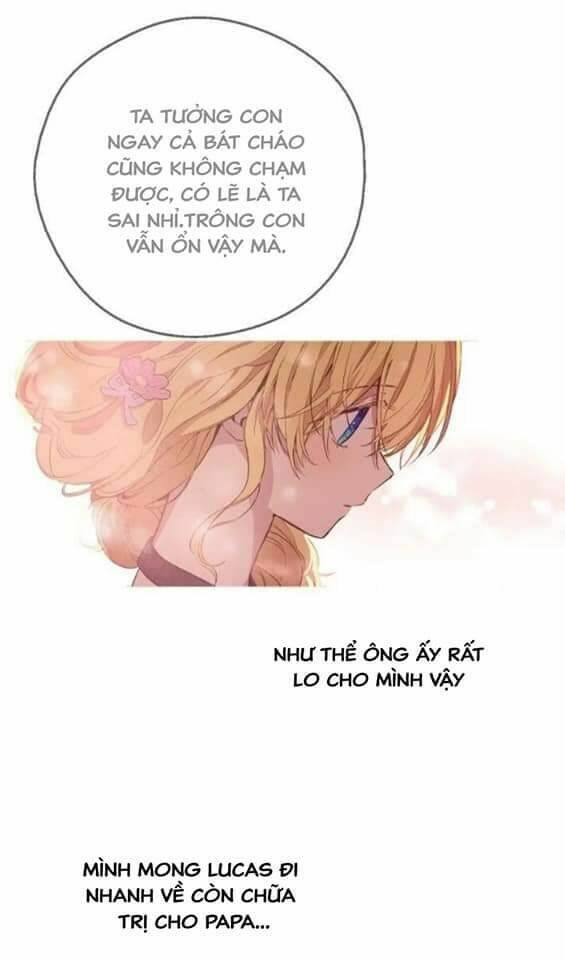 TA TƯỞNG CON
NGAY CẢ BÁT CHÁO
CŨNG KHÔNG CHẠM
ĐƯỢC, CÓ LẼ LÀ TA
SAI NHỈ.TRÔNG CON
VẪN ỔN VẬY MÀ.
NHƯ THỂ ÔNG ẤY RẤT
LO CHO MÌNH VẬY
MÌNH MONG LUCAS ĐI
NHANH VỀ CÒN CHỮA
TRỊ CHO PAPA...